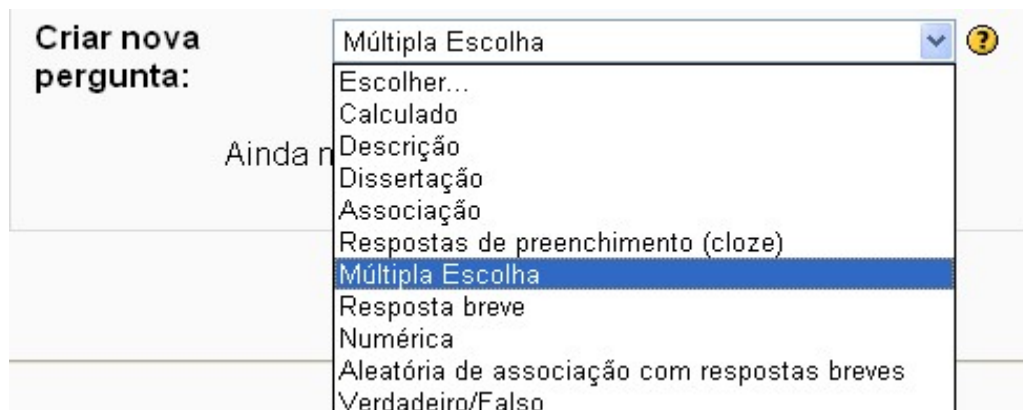 Criar nova
pergunta:
Múltipla Escolha
Escolher...
Calculado
Ainda
Descrição
Dissertação
Associação
Respostas de preenchimento (cloze)
Múltipla Escolha
Resposta breve
Numérica
Aleatória de associação com respostas breves
Verdadeiro/Falso